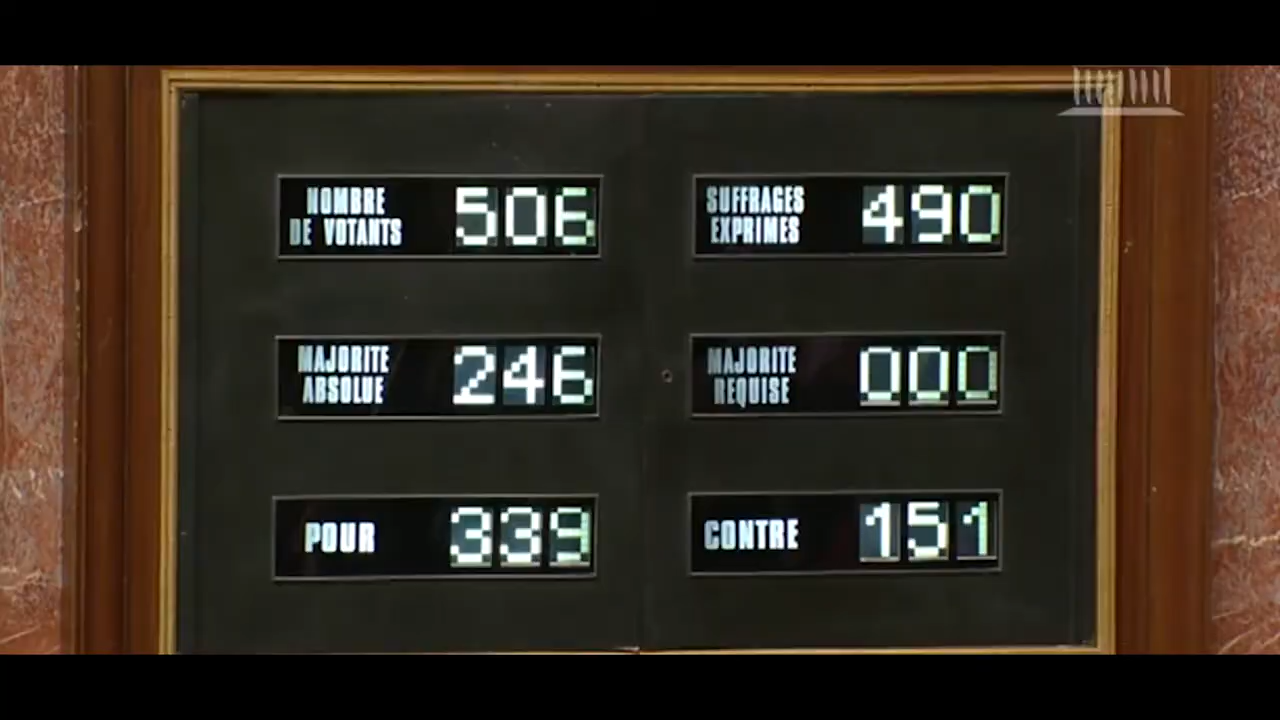 NOMBRE
DE VOTANTS
506
SUFFRAGES
EXPRIMES
490
MAJORITE
ABSOLUE
246
MAJORITE
REQUISE
000
POUR
339
CONTRE
151